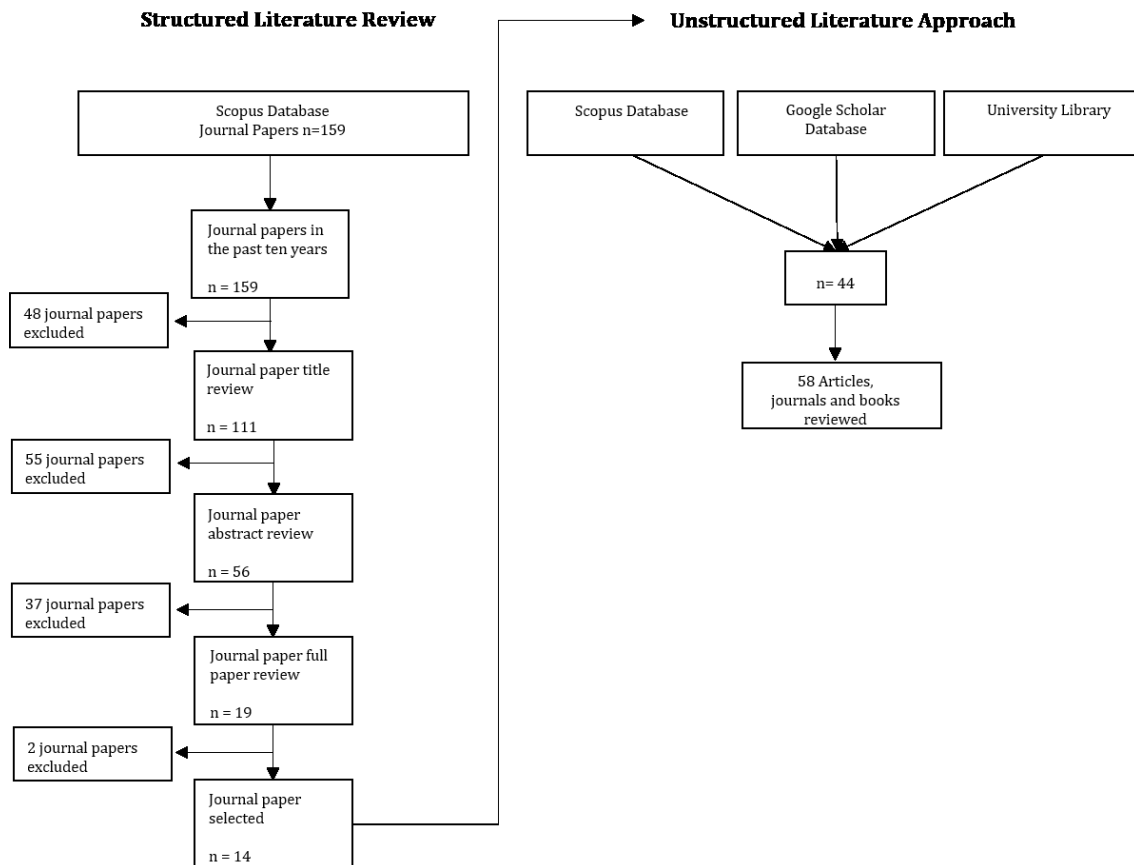 Structured Literature Review
Scopus Database
Journal Papers n=159
Journal papers in
the past ten years
n = 159
48 journal papers
excluded
Journal paper title
review
n = 111
55 journal papers
excluded
Journal paper
abstract review
n = 56
37 journal papers
excluded
Journal paper full
paper review
n = 19
2 journal papers
excluded
Journal paper
selected
n = 14
Unstructured Literature Approach
Scopus Database
Google Scholar
Database
University Library
n= 44
58 Articles,
journals and books
reviewed